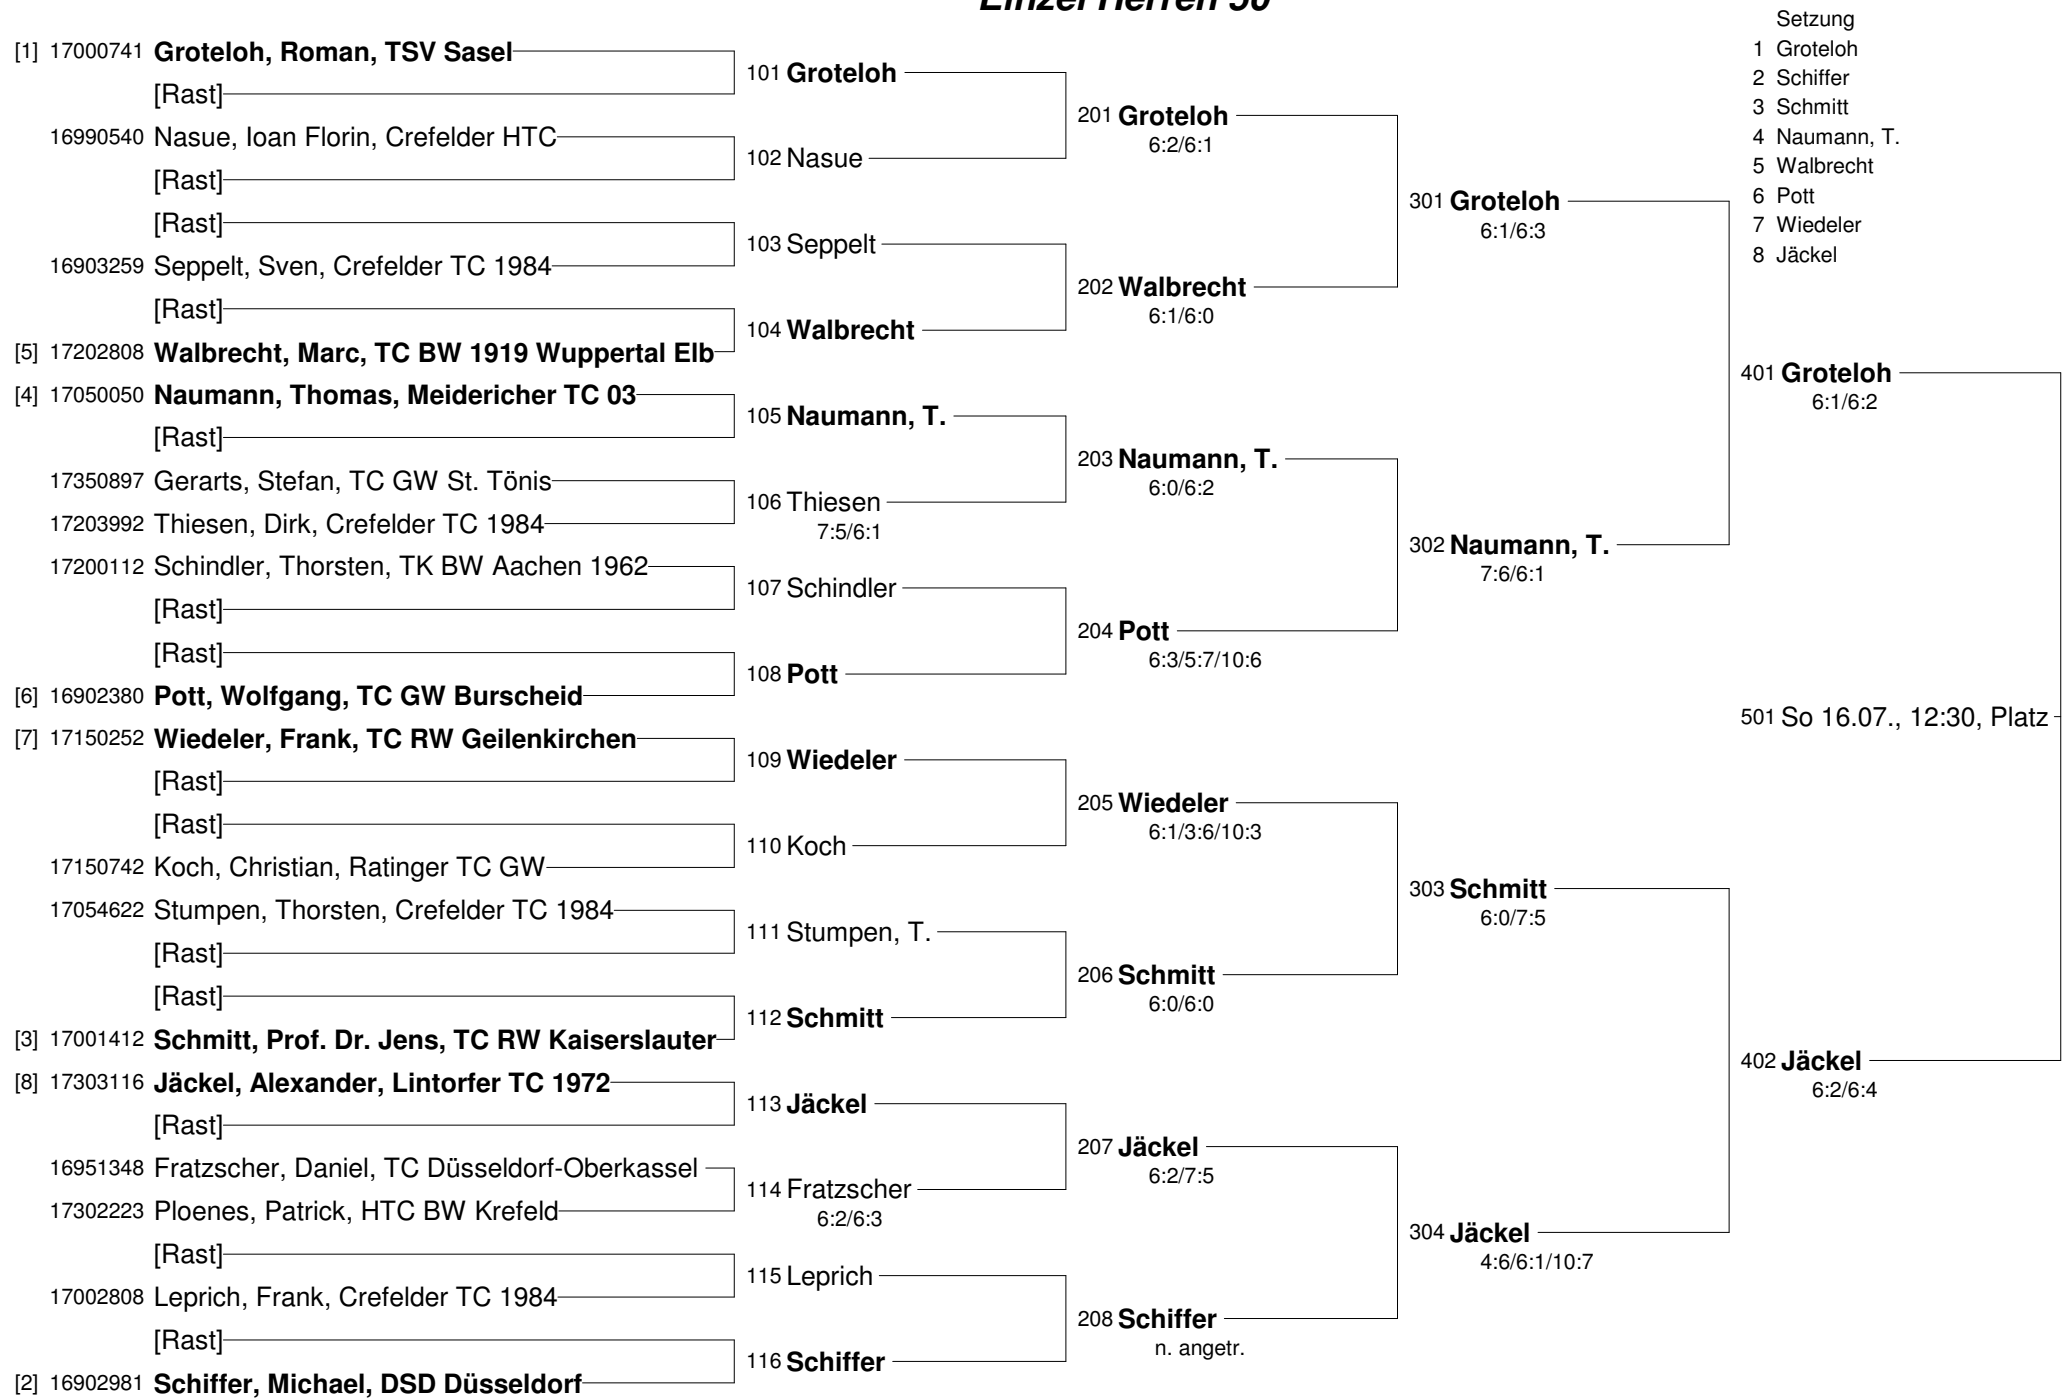 Einzel Herren 50
Setzung
1 Groteloh
2 Schiffer
3 Schmitt
4 Naumann, T.
5 Walbrecht
6 Pott
7 Wiedeler
8 Jäckel
[1] 17000741 Groteloh, Roman, TSV Sasel
[Rast]
16990540 Nasue, Ioan Florin, Crefelder HTC
[Rast]
[Rast]
16903259 Seppelt, Sven, Crefelder TC 1984
[Rast]
[5] 17202808 Walbrecht, Marc, TC BW 1919 Wuppertal Elb
[4] 17050050 Naumann, Thomas, Meidericher TC 03
[Rast]
17350897 Gerarts, Stefan, TC GW St. Tönis
17203992 Thiesen, Dirk, Crefelder TC 1984
17200112 Schindler, Thorsten, TK BW Aachen 1962
[Rast]
[Rast]
[6] 16902380 Pott, Wolfgang, TC GW Burscheid
[7] 17150252 Wiedeler, Frank, TC RW Geilenkirchen
[Rast]
[Rast]
17150742 Koch, Christian, Ratinger TC GW
17054622 Stumpen, Thorsten, Crefelder TC 1984
[Rast]
[Rast]
[3] 17001412 Schmitt, Prof. Dr. Jens, TC RW Kaiserslauter
[8] 17303116 Jäckel, Alexander, Lintorfer TC 1972
[Rast]
16951348 Fratzscher, Daniel, TC Düsseldorf-Oberkassel
17302223 Ploenes, Patrick, HTC BW Krefeld
[Rast]
17002808 Leprich, Frank, Crefelder TC 1984
[Rast]
[2] 16902981 Schiffer, Michael, DSD Düsseldorf
101 Groteloh
102 Nasue
103 Seppelt
104 Walbrecht
105 Naumann, T.
106 Thiesen
7:5/6:1
107 Schindler
108 Pott
109 Wiedeler
110 Koch
111 Stumpen, T.
112 Schmitt
113 Jäckel
114 Fratzscher
6:2/6:3
115 Leprich
116 Schiffer
201 Groteloh
6:2/6:1
202 Walbrecht
6:1/6:0
203 Naumann, T.
6:0/6:2
204 Pott
6:3/5:7/10:6
205 Wiedeler
6:1/3:6/10:3
206 Schmitt
6:0/6:0
207 Jäckel
6:2/7:5
208 Schiffer
n. angetr.
301 Groteloh
6:1/6:3
302 Naumann, T.
7:6/6:1
303 Schmitt
6:0/7:5
304 Jäckel
4:6/6:1/10:7
401 Groteloh
6:1/6:2
402 Jäckel
6:2/6:4
501 So 16.07., 12:30, Platz